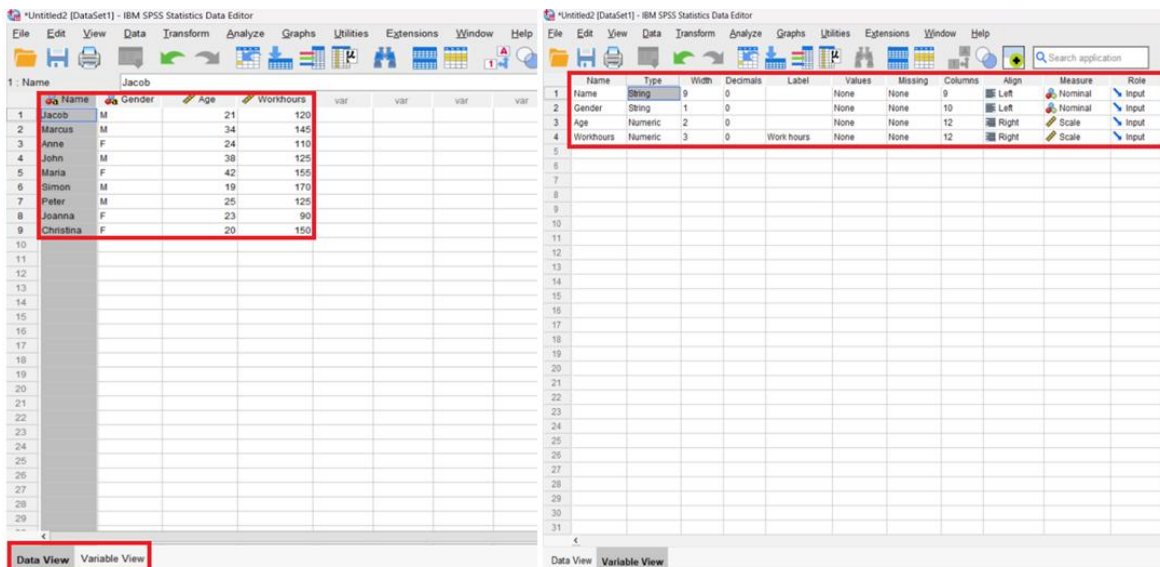 *Untitled2 [DataSet1] - IBM SPSS Statistics Data Editor
File Edit View Data Transform Analyze Graphs Utilities Extensions Window Help
1 : Name Jacob
Name Gender Age Workhours var var var var
1 Jacob M 21 120
2 Marcus M 34 145
3 Anne F 24 110
4 John M 38 125
5 Maria F 42 155
6 Simon M 19 170
7 Peter M 25 125
8 Joanna F 23 90
9 Christina F 20 150
10
11
12
13
14
15
16
17
18
19
20
21
22
23
24
25
26
27
28
29
Data View Variable View
*Untitled2 [DataSet1] - IBM SPSS Statistics Data Editor
File Edit View Data Transform Analyze Graphs Utilities Extensions Window Help
Search application
Name Type Width Decimals Label Values Missing Columns Align Measure Role
1 Name String 9 0 None None 9 Left Nominal Input
2 Gender String 1 0 None None 10 Left Nominal Input
3 Age Numeric 2 0 None None 12 Right Scale Input
4 Workhours Numeric 3 0 Work hours None None 12 Right Scale Input
5
6
7
8
9
10
11
12
13
14
15
16
17
18
19
20
21
22
23
24
25
26
27
28
29
30
31
Data View Variable View